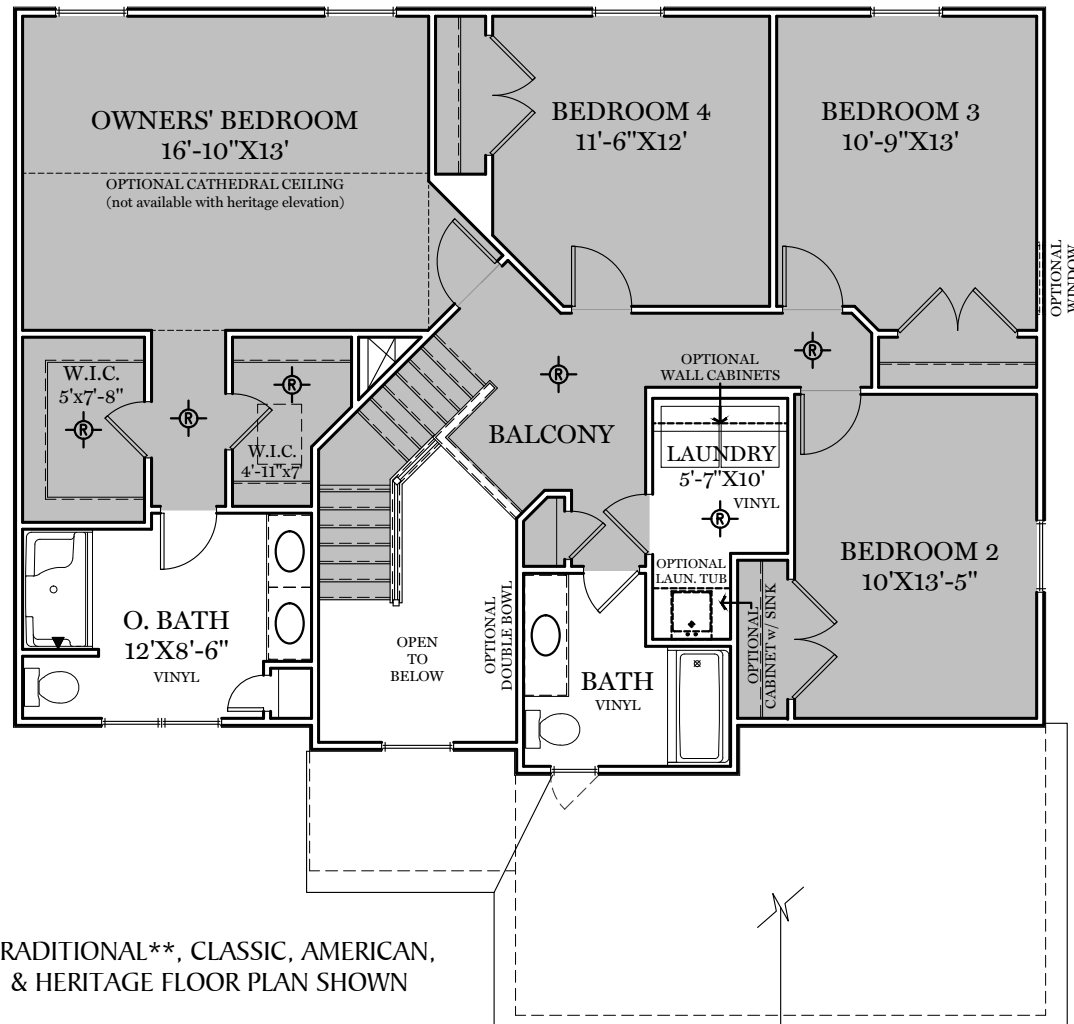 OWNERS' BEDROOM
16'-10"X13'
OPTIONAL CATHEDRAL CEILING
(not available with heritage elevation)
BEDROOM 4
11'-6"X12'
BEDROOM 3
10'-9"X13'
OPTIONAL
WINDOW
W.I.C.
5'x7'-8"
R
R
R
W.I.C.
4'-11"x7'
R
BALCONY
R
OPTIONAL
WALL CABINETS
LAUNDRY
5'-7"X10'
VINYL
R
OPTIONAL
LAUN. TUB
OPTIONAL
CABINET w/ SINK
BEDROOM 2
10'X13'-5"
O. BATH
12'X8'-6"
VINYL
OPEN
TO
BELOW
OPTIONAL
DOUBLE BOWL
BATH
VINYL
RADITIONAL**, CLASSIC, AMERICAN,
& HERITAGE FLOOR PLAN SHOWN